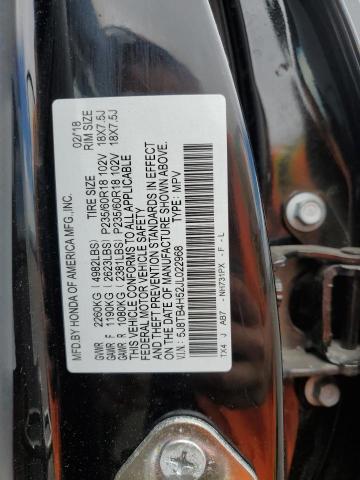 MFD.BY HONDA OF AMERICA MFG., INC. 02/18
TIRE SIZE RIM SIZE
GVWR 2260KG (4982LBS)
GAWR F 1190KG (2623LBS) P235/60R18 102V 18X7.5J
GAWR R 1080KG (2381LBS) P235/60R18 102V 18X7.5J
THIS VEHICLE CONFORMS TO ALL APPLICABLE
FEDERAL MOTOR VEHICLE SAFETY
AND THEFT PREVENTION STANDARDS IN EFFECT
ON THE DATE OF MANUFACTURE SHOWN ABOVE.
V.I.N.: 5J8TB4H52JL022968 TYPE: MPV
TX4 J AB7 - NH731PX - F - L